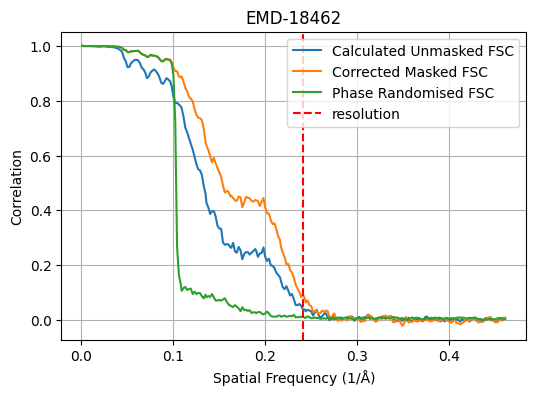 EMD-18462
Calculated Unmasked FSC
Corrected Masked FSC
Phase Randomised FSC
resolution
Correlation
1.0
0.8
0.6
0.4
0.2
0.0
0.0 0.1 0.2 0.3 0.4
Spatial Frequency (1/Å)